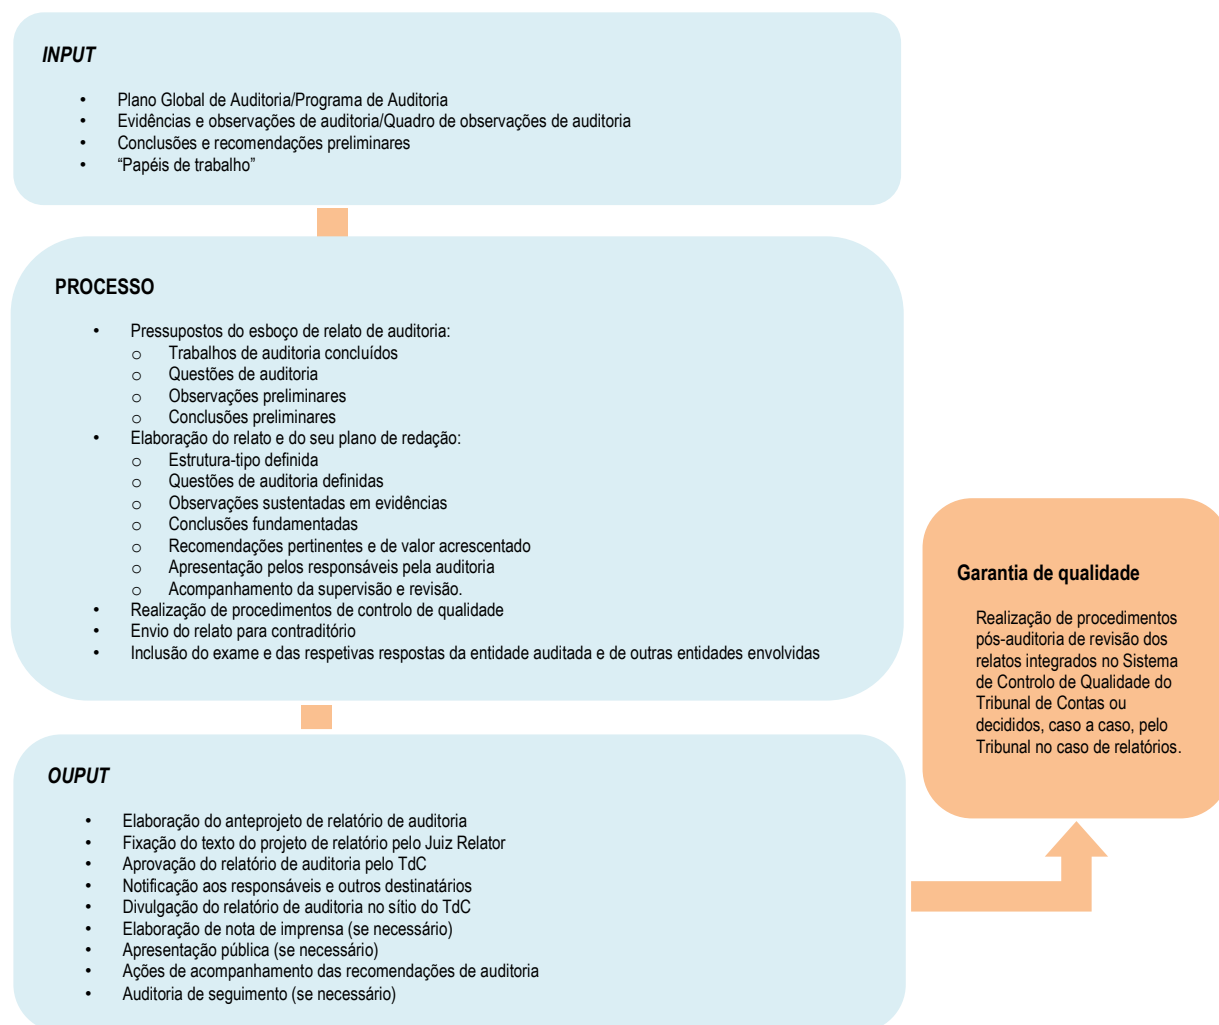 INPUT
• Plano Global de Auditoria/Programa de Auditoria
• Evidências e observações de auditoria/Quadro de observações de auditoria
• Conclusões e recomendações preliminares
• “Papéis de trabalho”
PROCESSO
• Pressupostos do esboço de relato de auditoria:
o Trabalhos de auditoria concluídos
o Questões de auditoria
o Observações preliminares
o Conclusões preliminares
• Elaboração do relato e do seu plano de redação:
o Estrutura-tipo definida
o Questões de auditoria definidas
o Observações sustentadas em evidências
o Conclusões fundamentadas
o Recomendações pertinentes e de valor acrescentado
o Apresentação pelos responsáveis pela auditoria
o Acompanhamento da supervisão e revisão.
• Realização de procedimentos de controlo de qualidade
• Envio do relato para contraditório
• Inclusão do exame e das respetivas respostas da entidade auditada e de outras entidades envolvidas
OUPUT
• Elaboração do anteprojeto de relatório de auditoria
• Fixação do texto do projeto de relatório pelo Juiz Relator
• Aprovação do relatório de auditoria pelo TdC
• Notificação aos responsáveis e outros destinatários
• Divulgação do relatório de auditoria no sítio do TdC
• Elaboração de nota de imprensa (se necessário)
• Apresentação pública (se necessário)
• Ações de acompanhamento das recomendações de auditoria
• Auditoria de seguimento (se necessário)
Garantia de qualidade
Realização de procedimentos
pós-auditoria de revisão dos
relatos integrados no Sistema
de Controlo de Qualidade do
Tribunal de Contas ou
decididos, caso a caso, pelo
Tribunal no caso de relatórios.